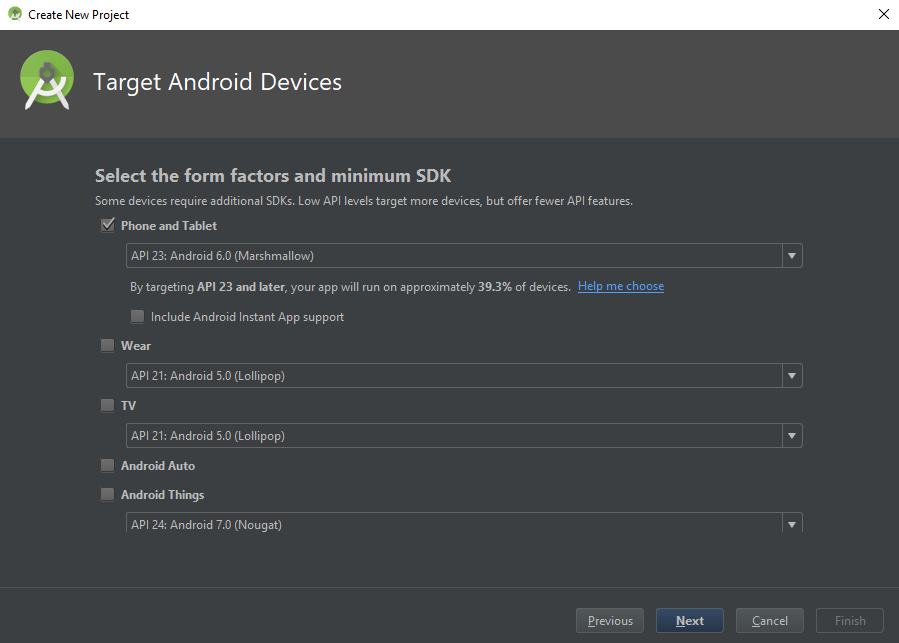 Create New Project
Target Android Devices
Select the form factors and minimum SDK
Some devices require additional SDKs. Low API levels target more devices, but offer fewer API features.
Phone and Tablet
API 23: Android 6.0 (Marshmallow)
By targeting API 23 and later, your app will run on approximately 39.3% of devices. Help me choose
Include Android Instant App support
Wear
API 21: Android 5.0 (Lollipop)
TV
API 21: Android 5.0 (Lollipop)
Android Auto
Android Things
API 24: Android 7.0 (Nougat)
Previous Next Cancel Finish